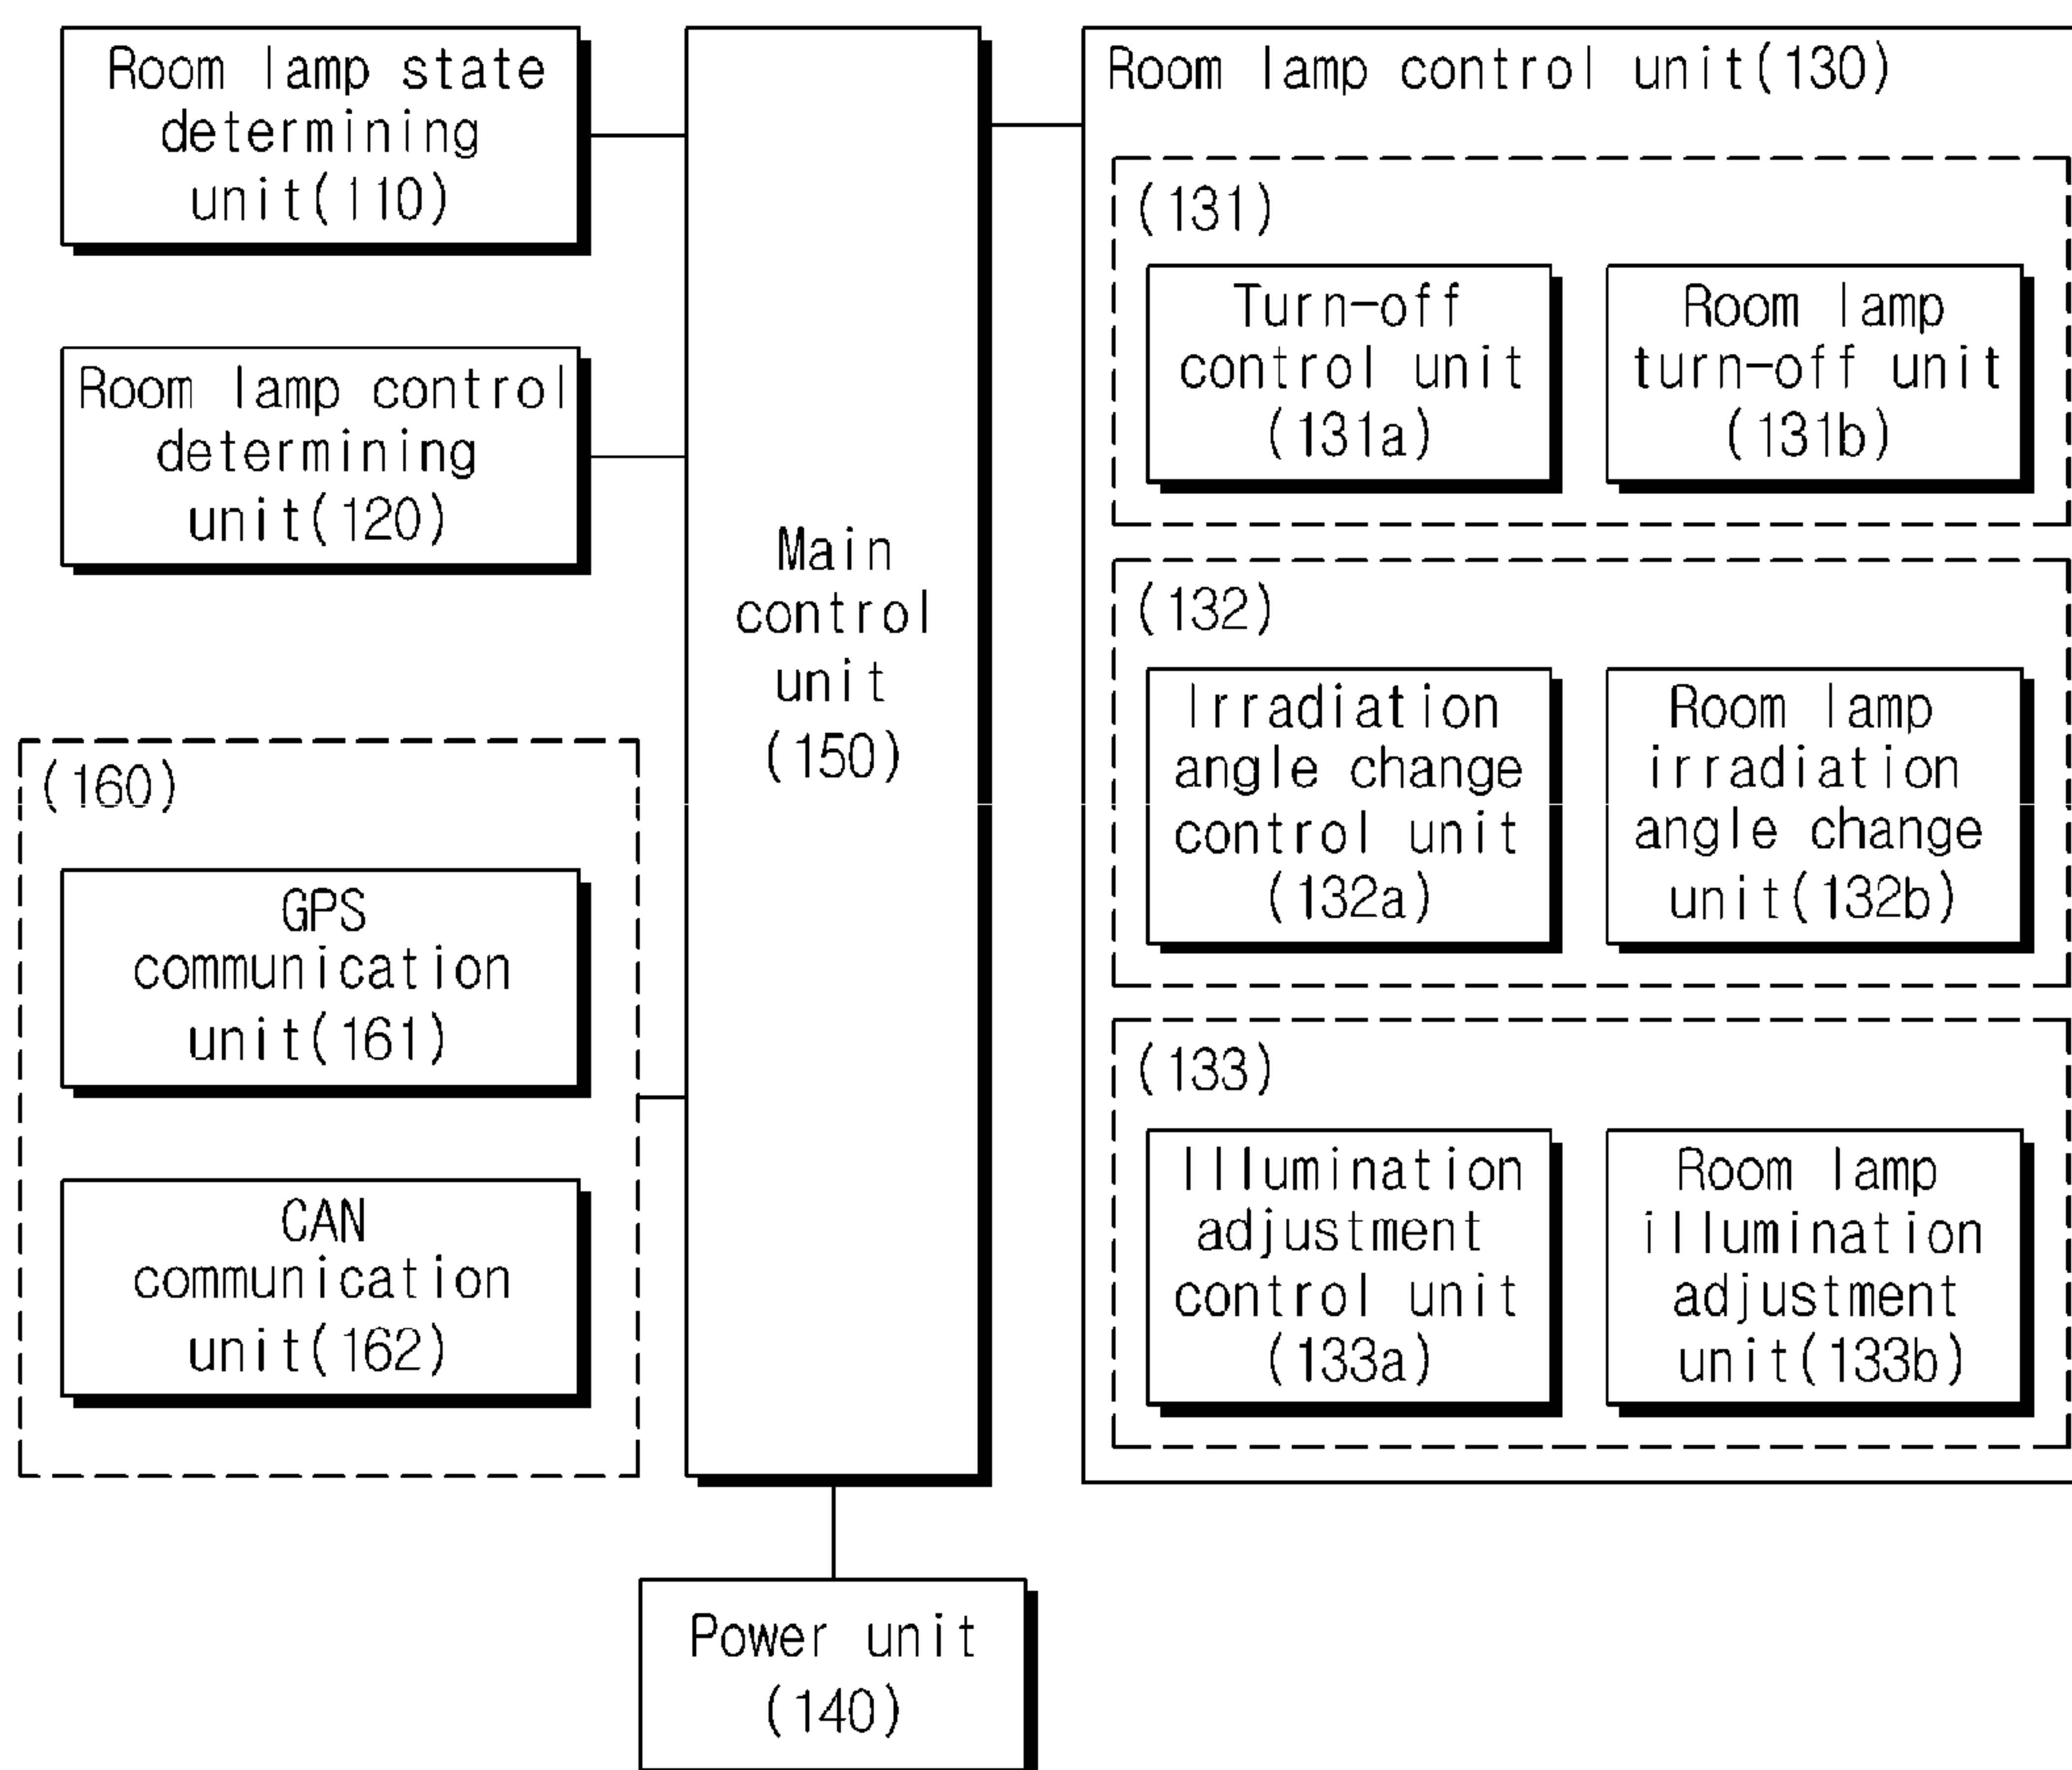 Room lamp state
determining
unit(110)
Room lamp control
determining
unit(120)
(160)
GPS
communication
unit(161)
CAN
communication
unit(162)
Main
control
unit
(150)
Power unit
(140)
Room lamp control unit(130)
(131)
Turn-off
control unit
(131a)
Room lamp
turn-off unit
(131b)
(132)
Irradiation
angle change
control unit
(132a)
Room lamp
irradiation
angle change
unit(132b)
(133)
Illumination
adjustment
control unit
(133a)
Room lamp
illumination
adjustment
unit(133b)